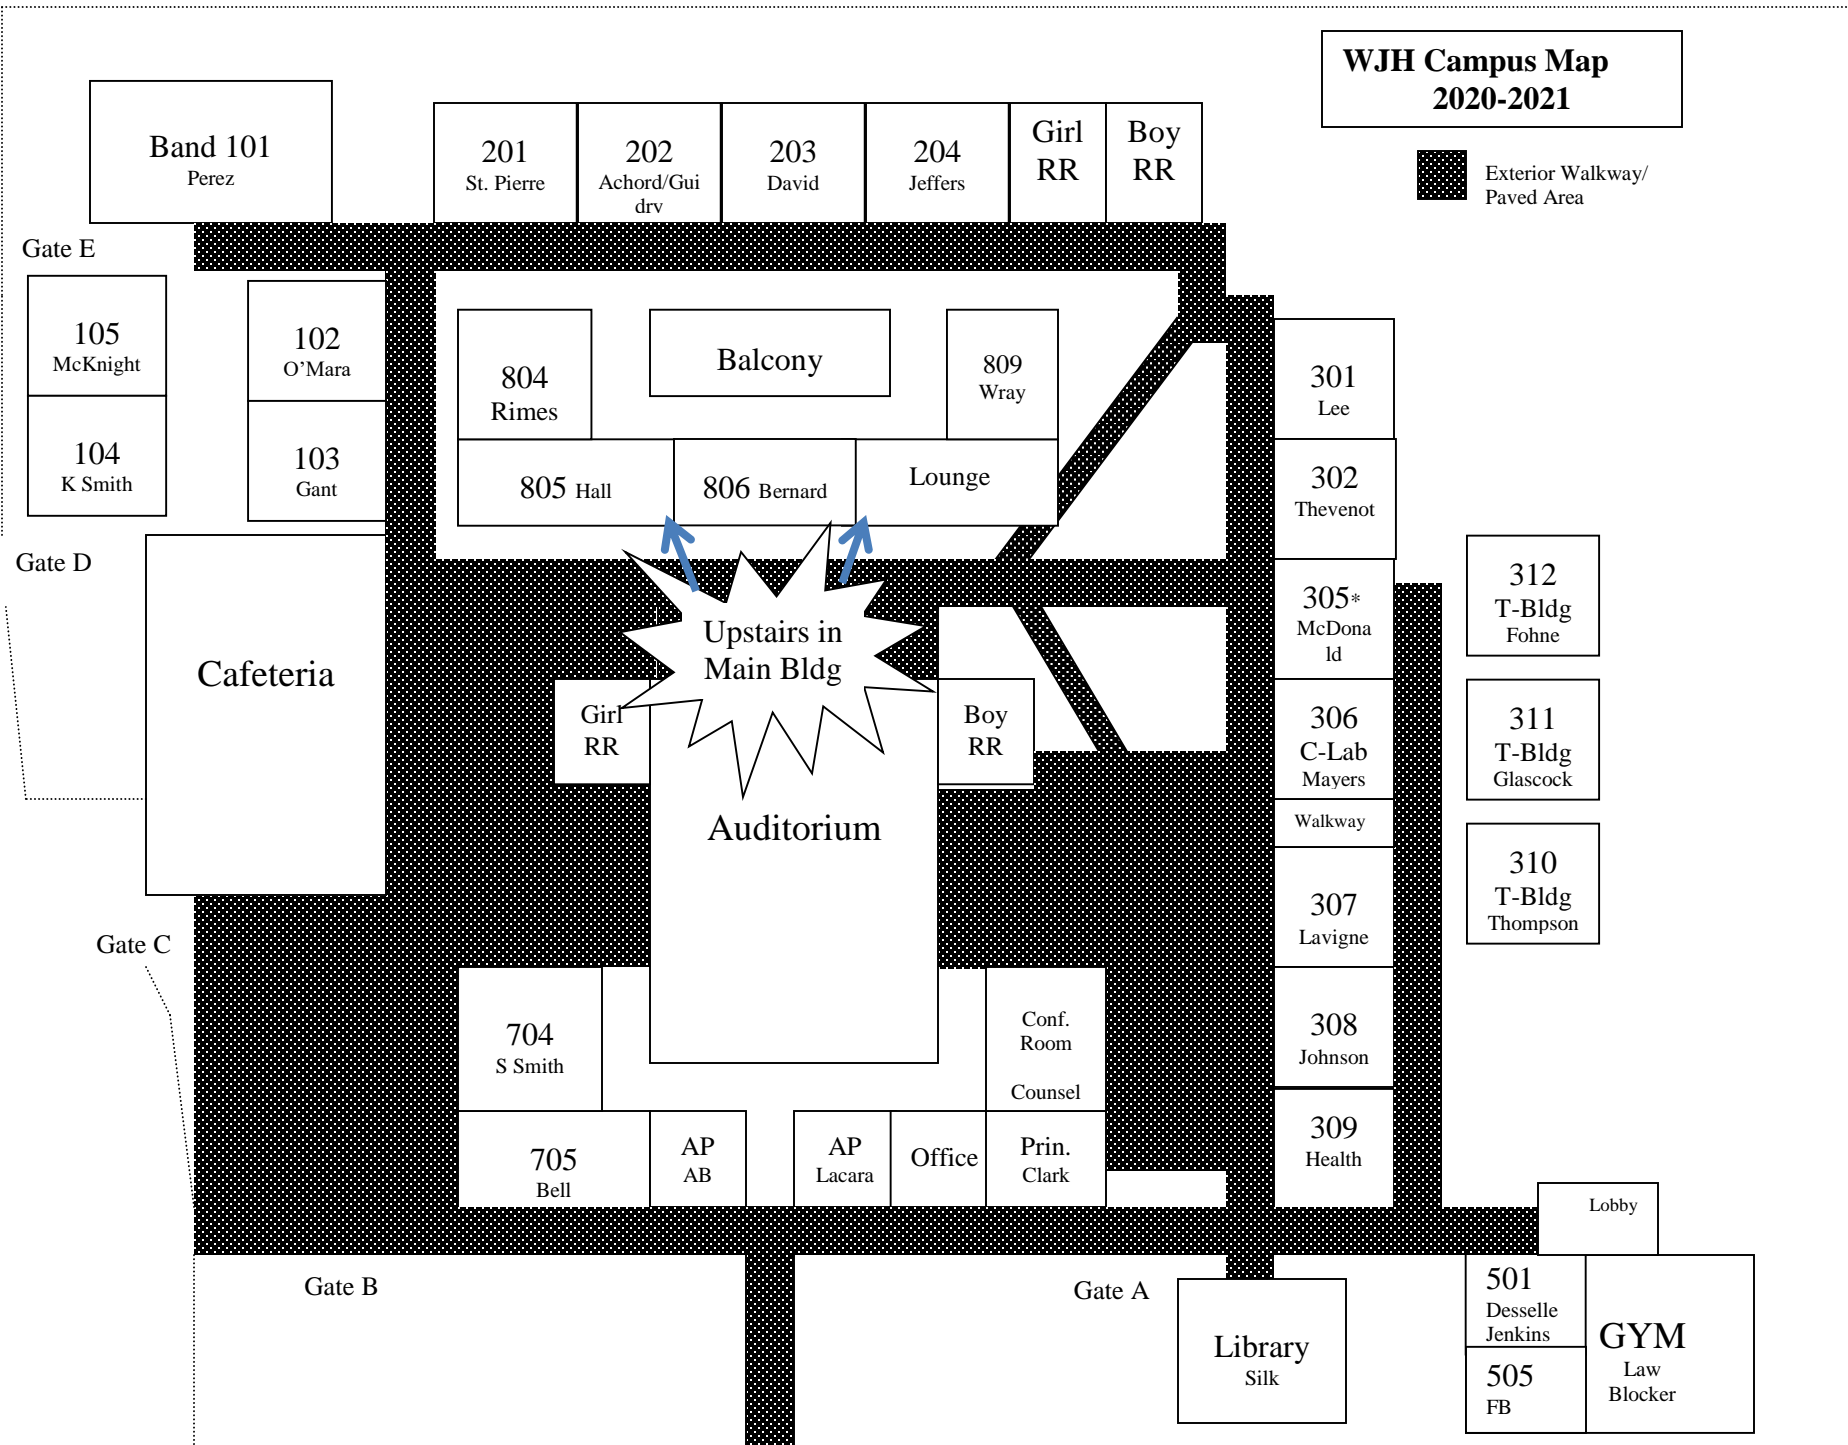 WJH Campus Map
2020-2021
Exterior Walkway/
Paved Area
Band 101
Perez
201
St. Pierre
202
Achord/Gui
drv
203
David
204
Jeffers
Girl
RR
Boy
RR
Gate E
105
McKnight
104
K Smith
102
O’Mara
103
Gant
804
Rimes
Balcony
809
Wray
805 Hall
806 Bernard
Lounge
301
Lee
302
Thevenot
305*
McDona
ld
306
C-Lab
Mayers
Walkway
307
Lavigne
308
Johnson
309
Health
312
T-Bldg
Fohne
311
T-Bldg
Glascock
310
T-Bldg
Thompson
Gate D
Cafeteria
Upstairs in
Main Bldg
Girl
RR
Boy
RR
Auditorium
Gate C
704
S Smith
705
Bell
AP
AB
AP
Lacara
Office
Conf.
Room
Counsel
Prin.
Clark
Lobby
Gate B
Gate A
Library
Silk
501
Desselle
Jenkins
505
FB
GYM
Law
Blocker